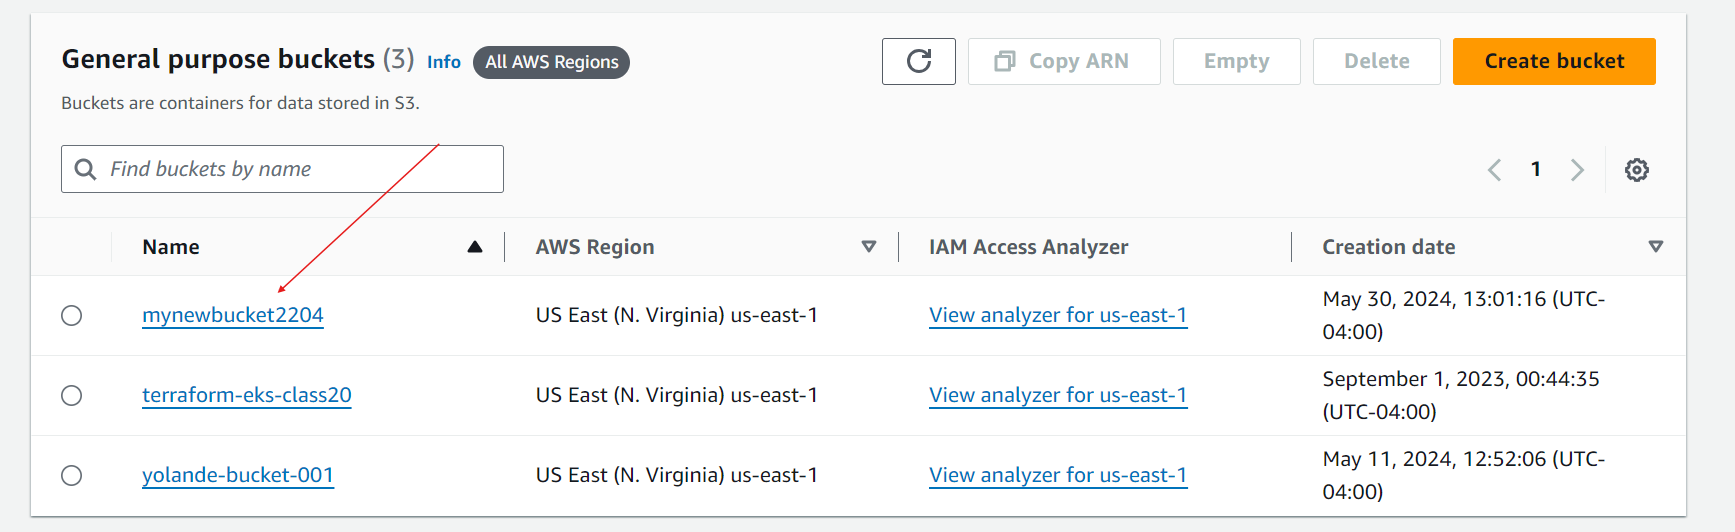 General purpose buckets (3) Info All AWS Regions
Copy ARN Empty Delete Create bucket
Buckets are containers for data stored in S3.
Find buckets by name
1
Name AWS Region IAM Access Analyzer Creation date
mynewbucket2204 US East (N. Virginia) us-east-1 View analyzer for us-east-1 May 30, 2024, 13:01:16 (UTC-
04:00)
terraform-eks-class20 US East (N. Virginia) us-east-1 View analyzer for us-east-1 September 1, 2023, 00:44:35
(UTC-04:00)
yolande-bucket-001 US East (N. Virginia) us-east-1 View analyzer for us-east-1 May 11, 2024, 12:52:06 (UTC-
04:00)